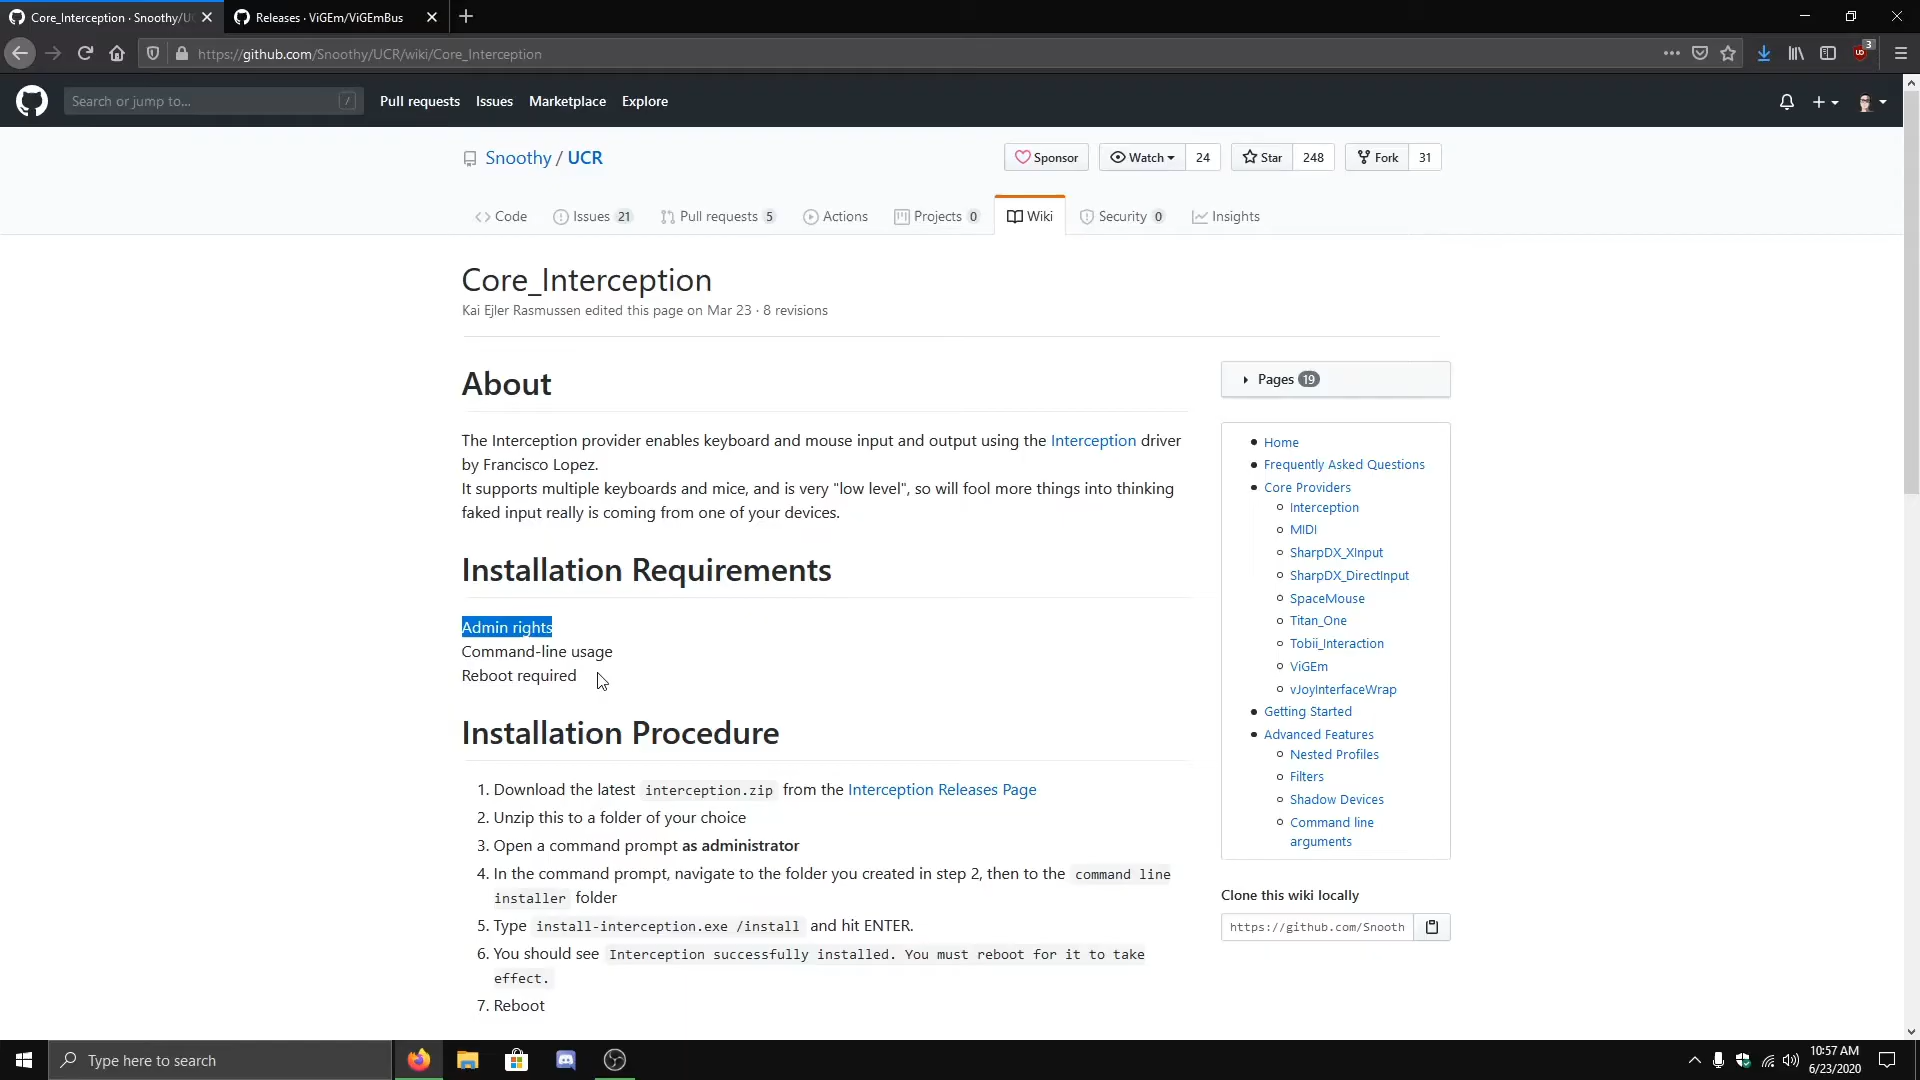 Core_Interception · Snoothy/U
Releases · ViGEm/ViGEmBus
https://github.com/Snoothy/UCR/wiki/Core_Interception
3
Search or jump to...
/
Pull requests
Issues
Marketplace
Explore
Snoothy / UCR
Sponsor
Watch
24
Star
248
Fork
31
Code
Issues 21
Pull requests 5
Actions
Projects 0
Wiki
Security 0
Insights
Core_Interception
Kai Ejler Rasmussen edited this page on Mar 23 · 8 revisions
About
The Interception provider enables keyboard and mouse input and output using the Interception driver
by Francisco Lopez.
It supports multiple keyboards and mice, and is very "low level", so will fool more things into thinking
faked input really is coming from one of your devices.
Installation Requirements
Admin rights
Command-line usage
Reboot required
Installation Procedure
1. Download the latest interception.zip from the Interception Releases Page
2. Unzip this to a folder of your choice
3. Open a command prompt as administrator
4. In the command prompt, navigate to the folder you created in step 2, then to the command line
installer folder
5. Type install-interception.exe /install and hit ENTER.
6. You should see Interception successfully installed. You must reboot for it to take
effect.
7. Reboot
Pages 19
Home
Frequently Asked Questions
Core Providers
Interception
MIDI
SharpDX_XInput
SharpDX_DirectInput
SpaceMouse
Titan_One
Tobii_Interaction
ViGEm
vJoyInterfaceWrap
Getting Started
Advanced Features
Nested Profiles
Filters
Shadow Devices
Command line
arguments
Clone this wiki locally
https://github.com/Snooth
Type here to search
10:57 AM
6/23/2020